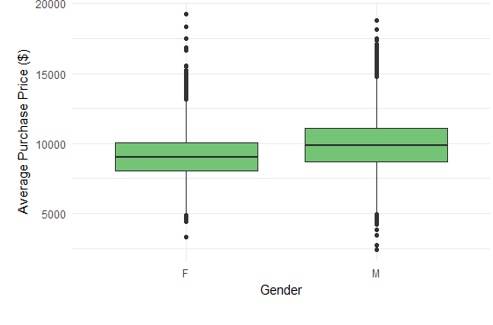 Average Purchase Price ($)
20000
15000
10000
5000
F M
Gender